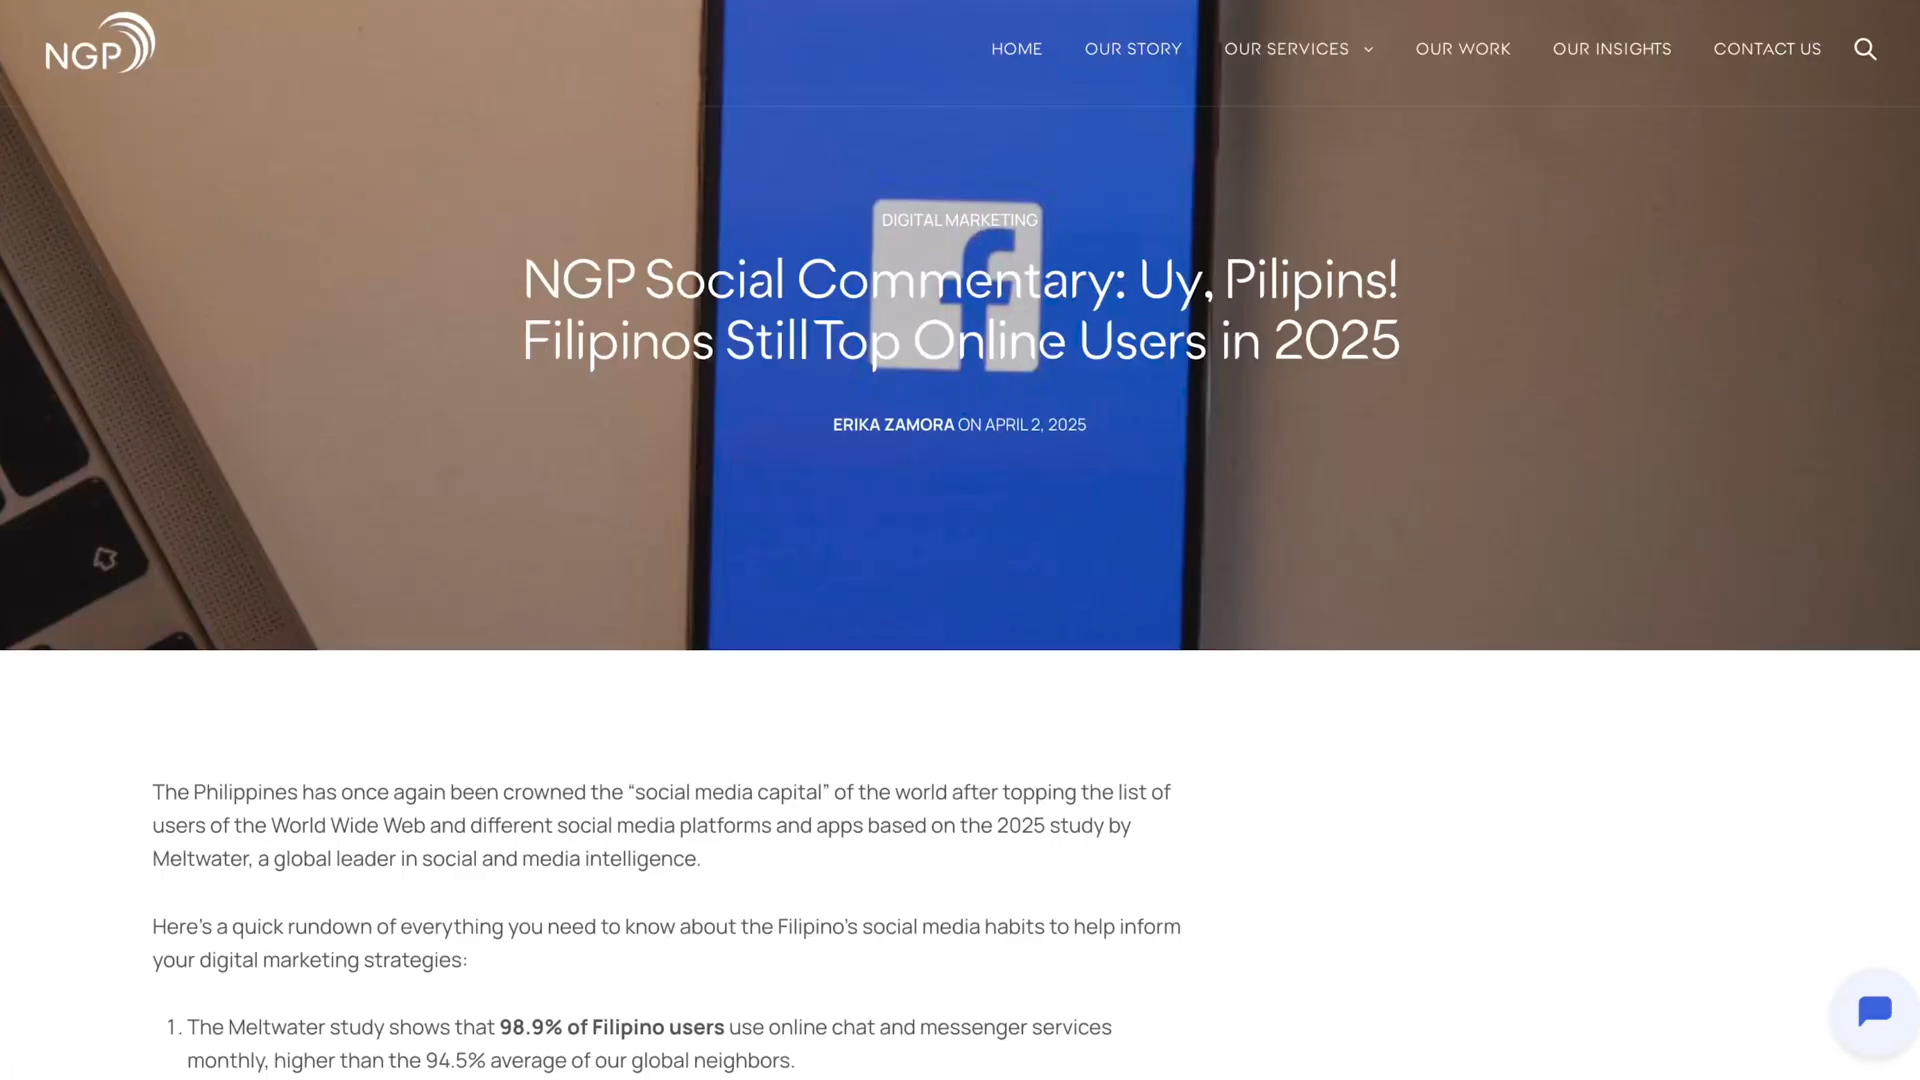 NGP
HOME
OUR STORY
OUR SERVICES
OUR WORK
OUR INSIGHTS
CONTACT US
DIGITAL MARKETING
NGP Social Commentary: Uy, Pilipins!
Filipinos Still Top Online Users in 2025
ERIKA ZAMORA ON APRIL 2, 2025
The Philippines has once again been crowned the “social media capital” of the world after topping the list of
users of the World Wide Web and different social media platforms and apps based on the 2025 study by
Meltwater, a global leader in social and media intelligence.
Here’s a quick rundown of everything you need to know about the Filipino’s social media habits to help inform
your digital marketing strategies:
1. The Meltwater study shows that 98.9% of Filipino users use online chat and messenger services
monthly, higher than the 94.5% average of our global neighbors.